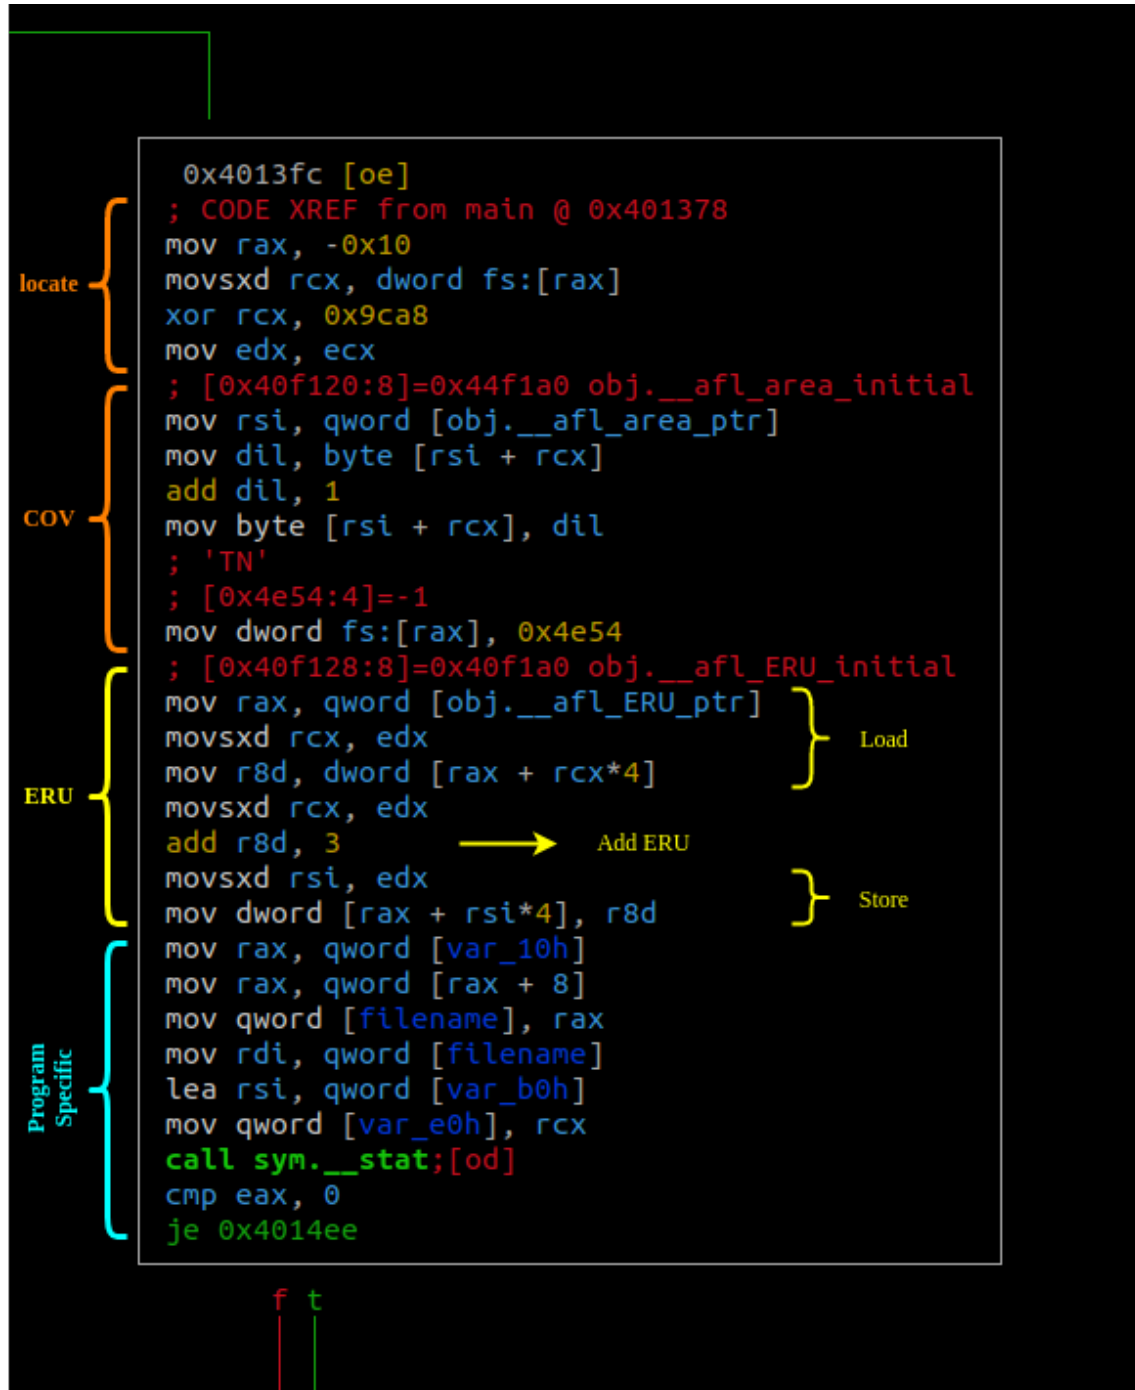 0x4013fc [oe]
; CODE XREF from main @ 0x401378
mov rax, -0x10
locate
movsxd rcx, dword fs:[rax]
xor rcx, 0x9ca8
mov edx, ecx
; [0x40f120:8]=0x44f1a0 obj.__afl_area_initial
mov rsi, qword [obj.__afl_area_ptr]
mov dil, byte [rsi + rcx]
add dil, 1
COV
mov byte [rsi + rcx], dil
; 'TN'
; [0x4e54:4]=-1
mov dword fs:[rax], 0x4e54
; [0x40f128:8]=0x40f1a0 obj.__afl_ERU_initial
mov rax, qword [obj.__afl_ERU_ptr]
movsxd rcx, edx
Load
mov r8d, dword [rax + rcx*4]
ERU
movsxd rcx, edx
add r8d, 3
Add ERU
movsxd rsi, edx
Store
mov dword [rax + rsi*4], r8d
mov rax, qword [var_10h]
mov rax, qword [rax + 8]
mov qword [filename], rax
mov rdi, qword [filename]
Program
Specific
lea rsi, qword [var_b0h]
mov qword [var_e0h], rcx
call sym.__stat;[od]
cmp eax, 0
je 0x4014ee
f t